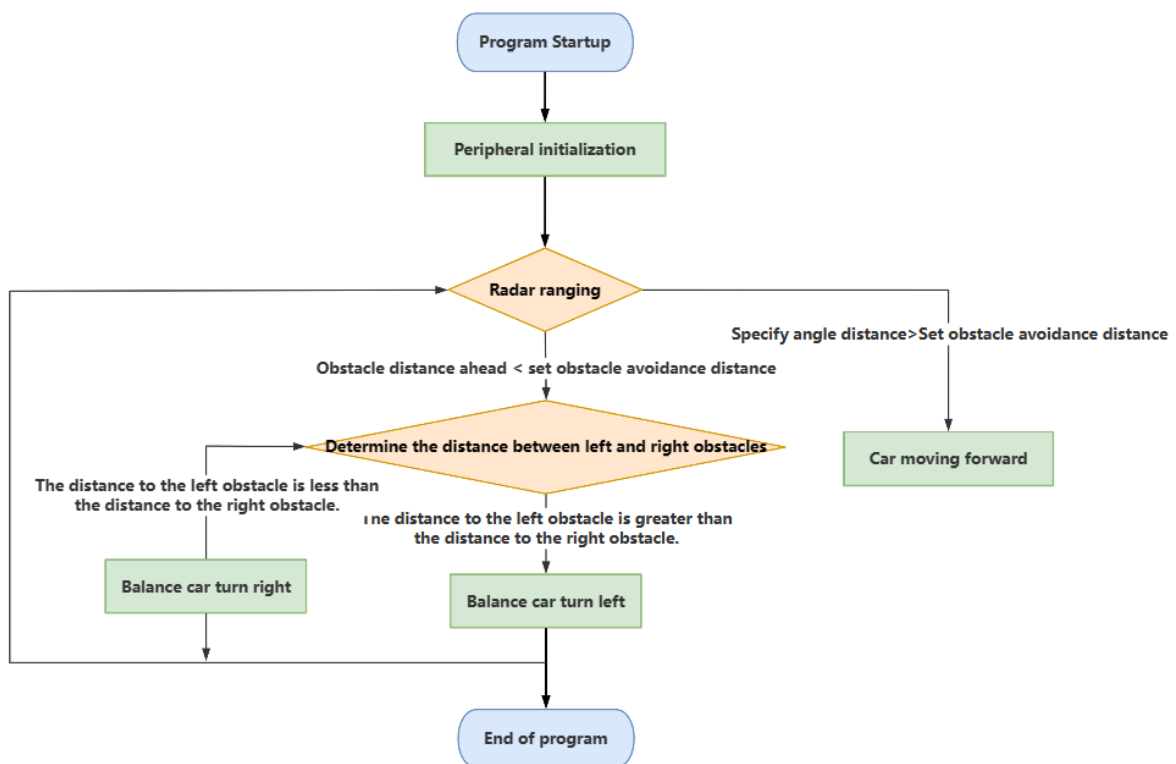 Program Startup
Peripheral initialization
Radar ranging
Specify angle distance>Set obstacle avoidance distance
Obstacle distance ahead < set obstacle avoidance distance
Determine the distance between left and right obstacles
Car moving forward
The distance to the left obstacle is less than
the distance to the right obstacle.
The distance to the left obstacle is greater than
the distance to the right obstacle.
Balance car turn right
Balance car turn left
End of program